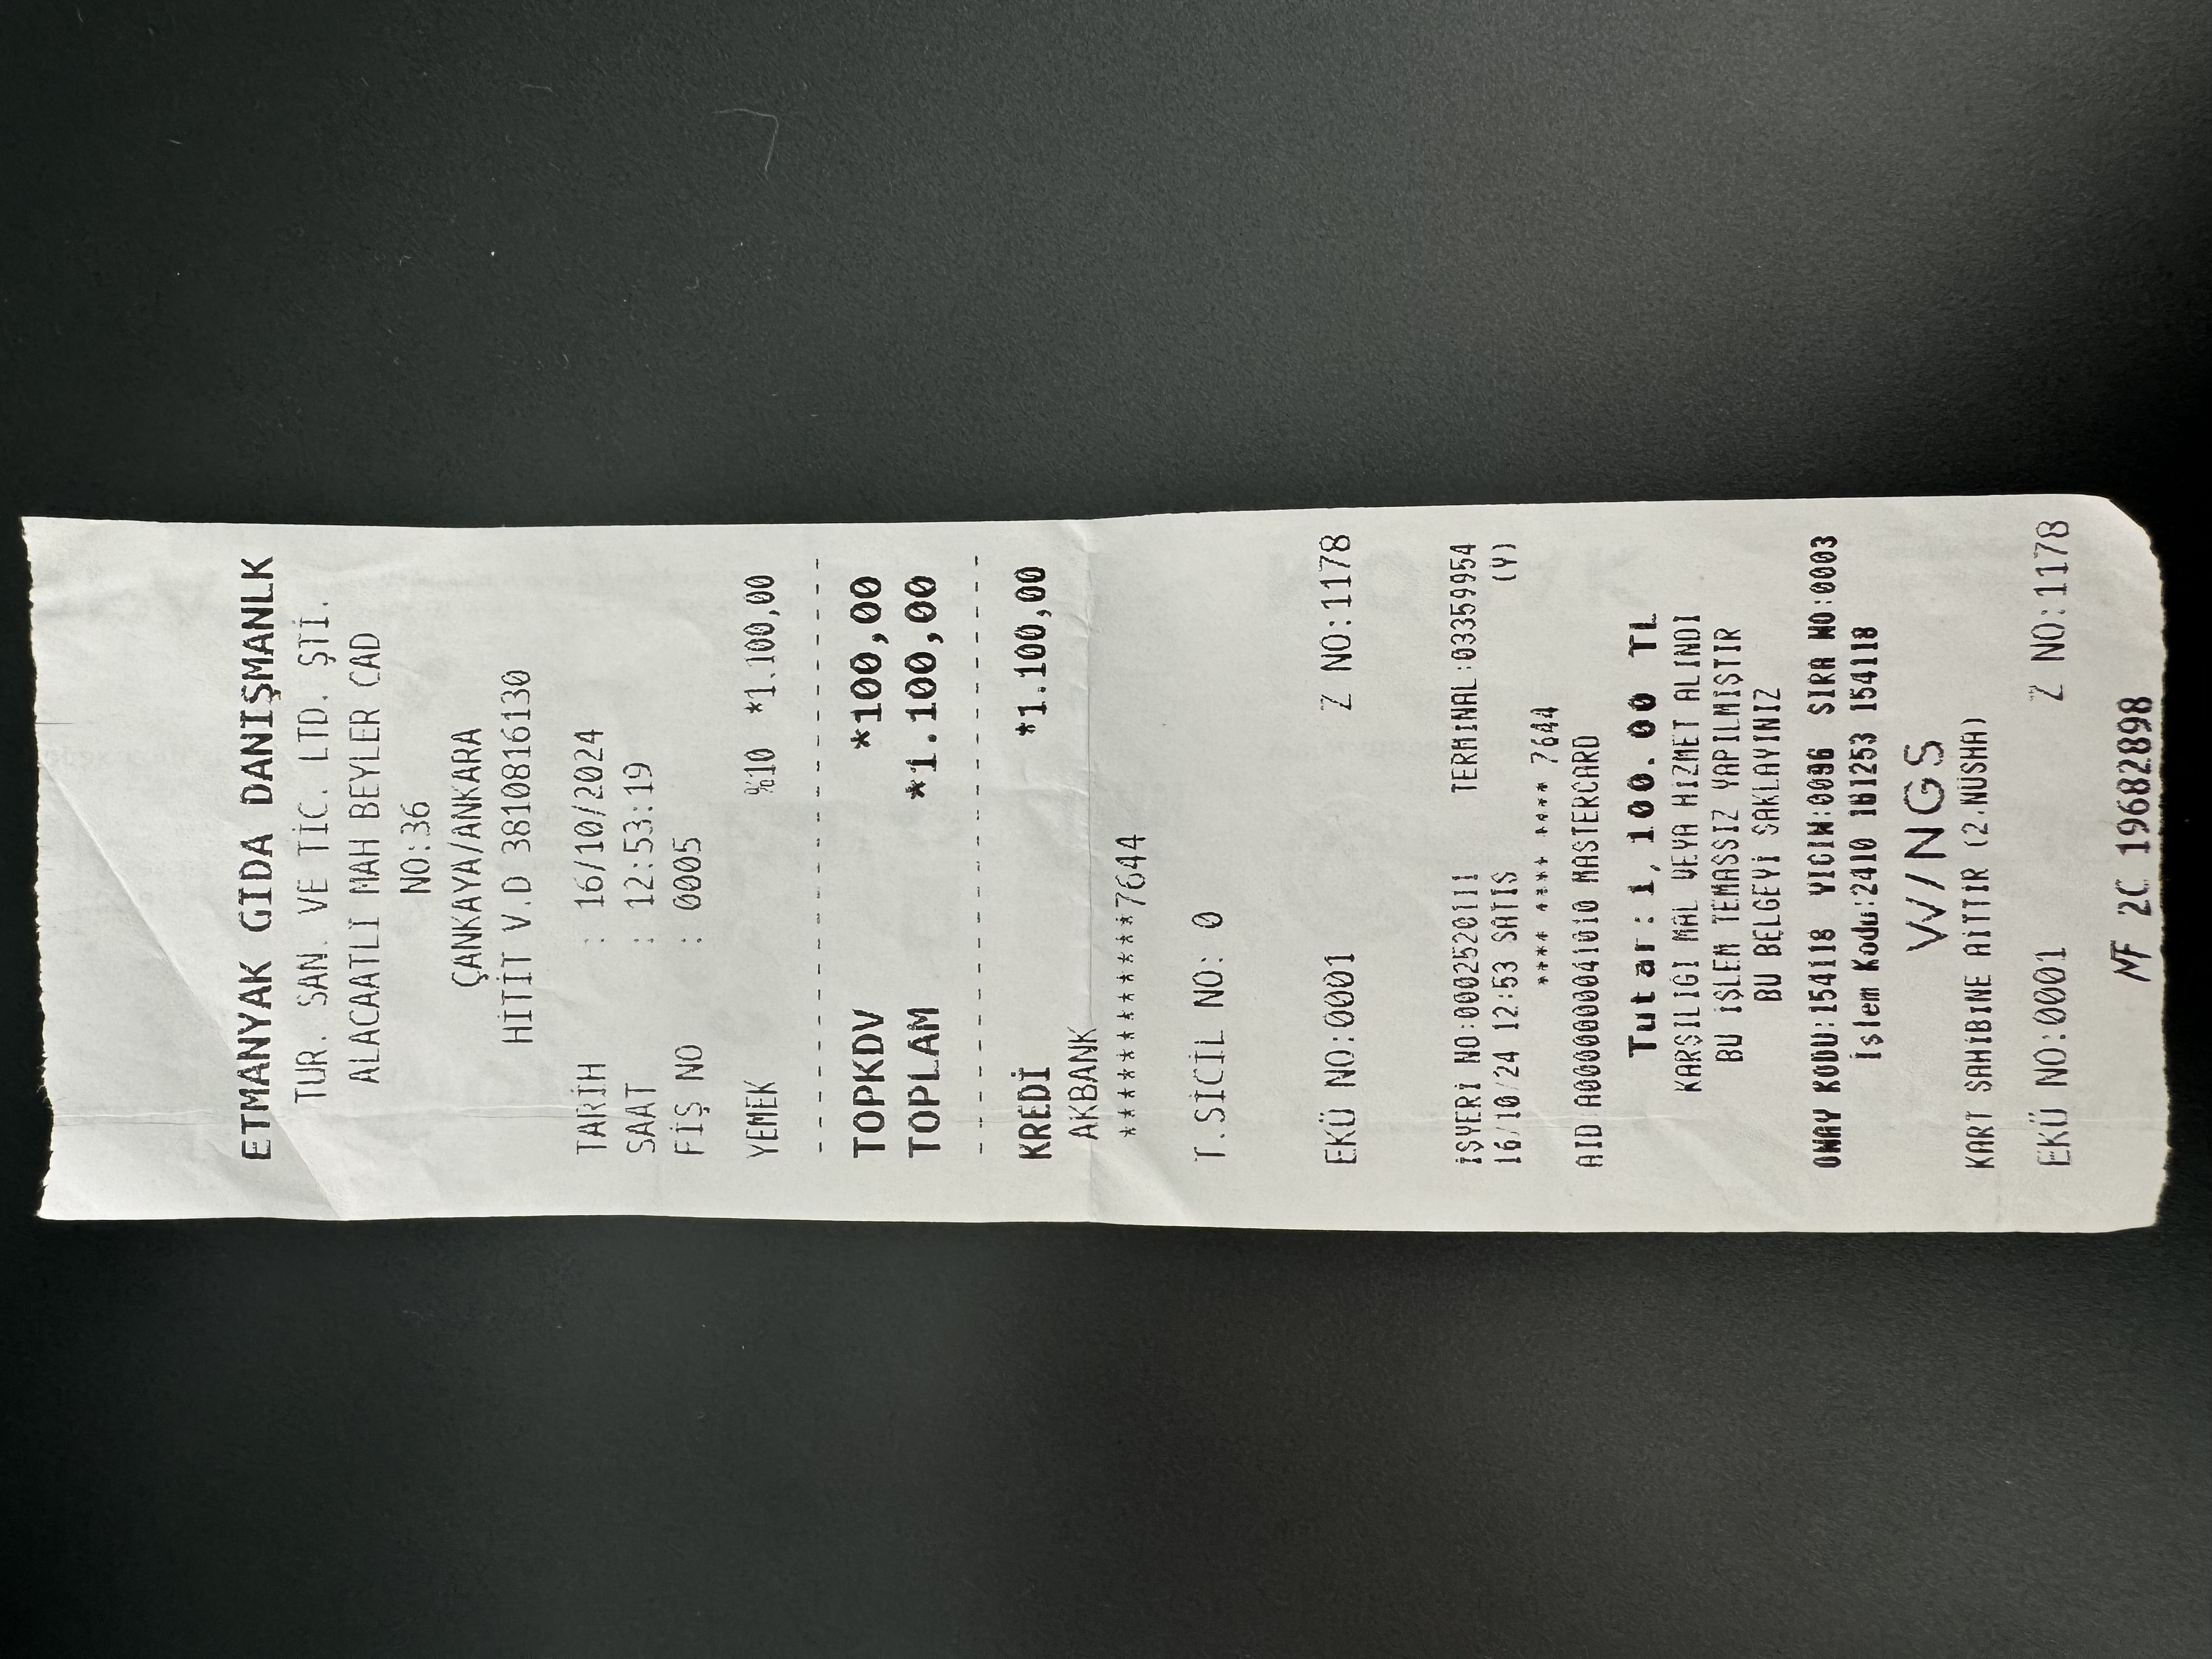 ETMANYAK GIDA DANIŞMANLK
TUR. SAN. VE TİC. LTD. ŞTİ.
ALACAATLI MAH BEYLER CAD
NO:36
ÇANKAYA/ANKARA
HİTİT V.D 3810816130
TARİH : 16/10/2024
SAAT : 12:53:19
FİŞ NO : 0005
YEMEK %10 *1.100,00
TOPKDV *100,00
TOPLAM *1.100,00
KREDİ *1.100,00
AKBANK
************7644
T.SİCİL NO: 0
EKÜ NO:0001 Z NO:1178
İŞYERİ NO:0002520111 TERMİNAL:03359954
16/10/24 12:53 SATIS (Y)
**** **** **** 7644
AID A0000000041010 MASTERCARD
Tutar:1,100.00 TL
KARŞILIĞI MAL VEYA HİZMET ALINDI
BU İŞLEM TEMASSIZ YAPILMIŞTIR
BU BELGEYİ SAKLAYINIZ
ONAY KODU:154118 YICIN:0096 SIRA NO:0003
İşlem Kodu:2410 161253 154118
WINGS
KART SAHİBİNE AİTTİR (2.NÜSHA)
EKÜ NO:0001 Z NO:1178
MF 2C 19682898